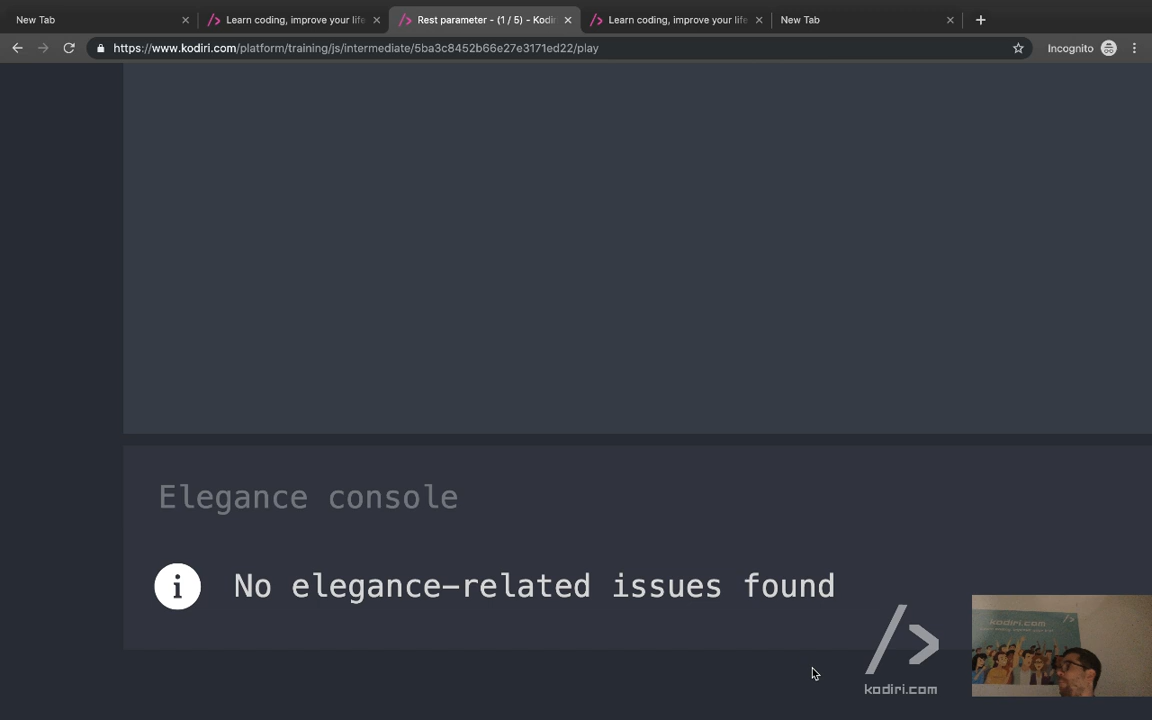 New Tab
Learn coding, improve your life
Rest parameter - (1 / 5) - Kodi
Learn coding, improve your life
New Tab
https://www.kodiri.com/platform/training/js/intermediate/5ba3c8452b66e27e3171ed22/play
Incognito
Elegance console
No elegance-related issues found
kodiri.com
kodiri.com